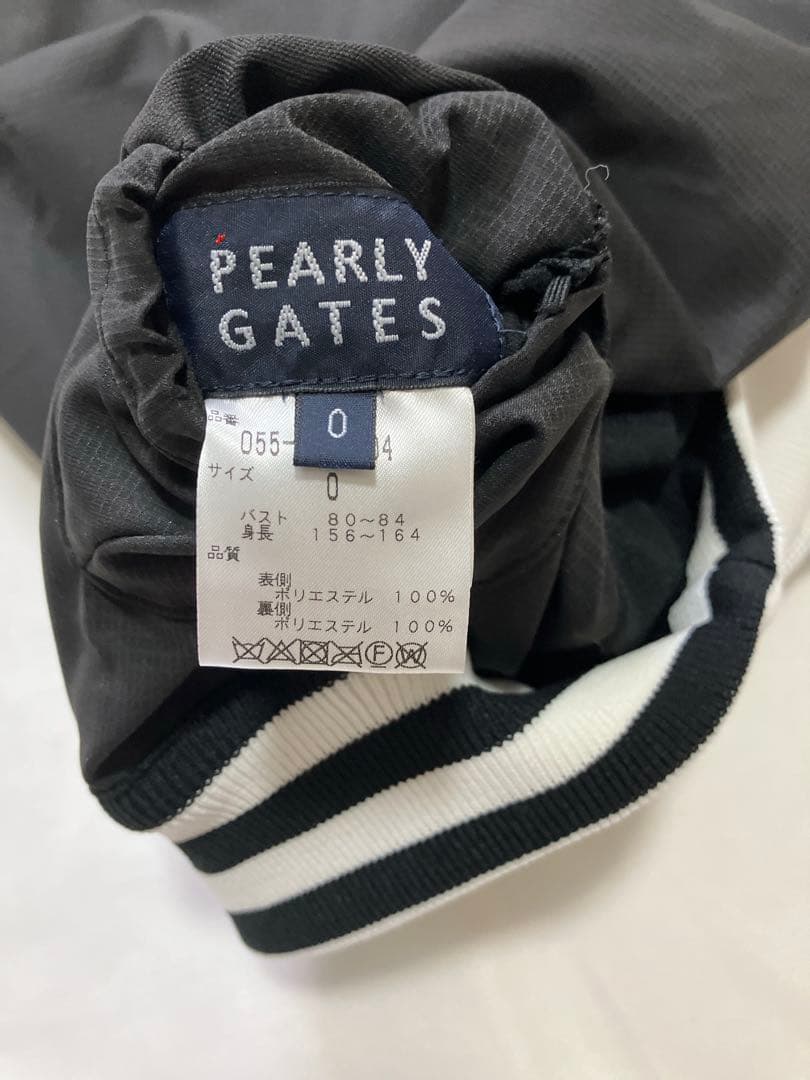 PEARLY
GATES
0
品番
055-
04
サイズ
0
バスト 80~84
身長 156~164
品質
表側
ポリエステル 100%
裏側
ポリエステル 100%
F W